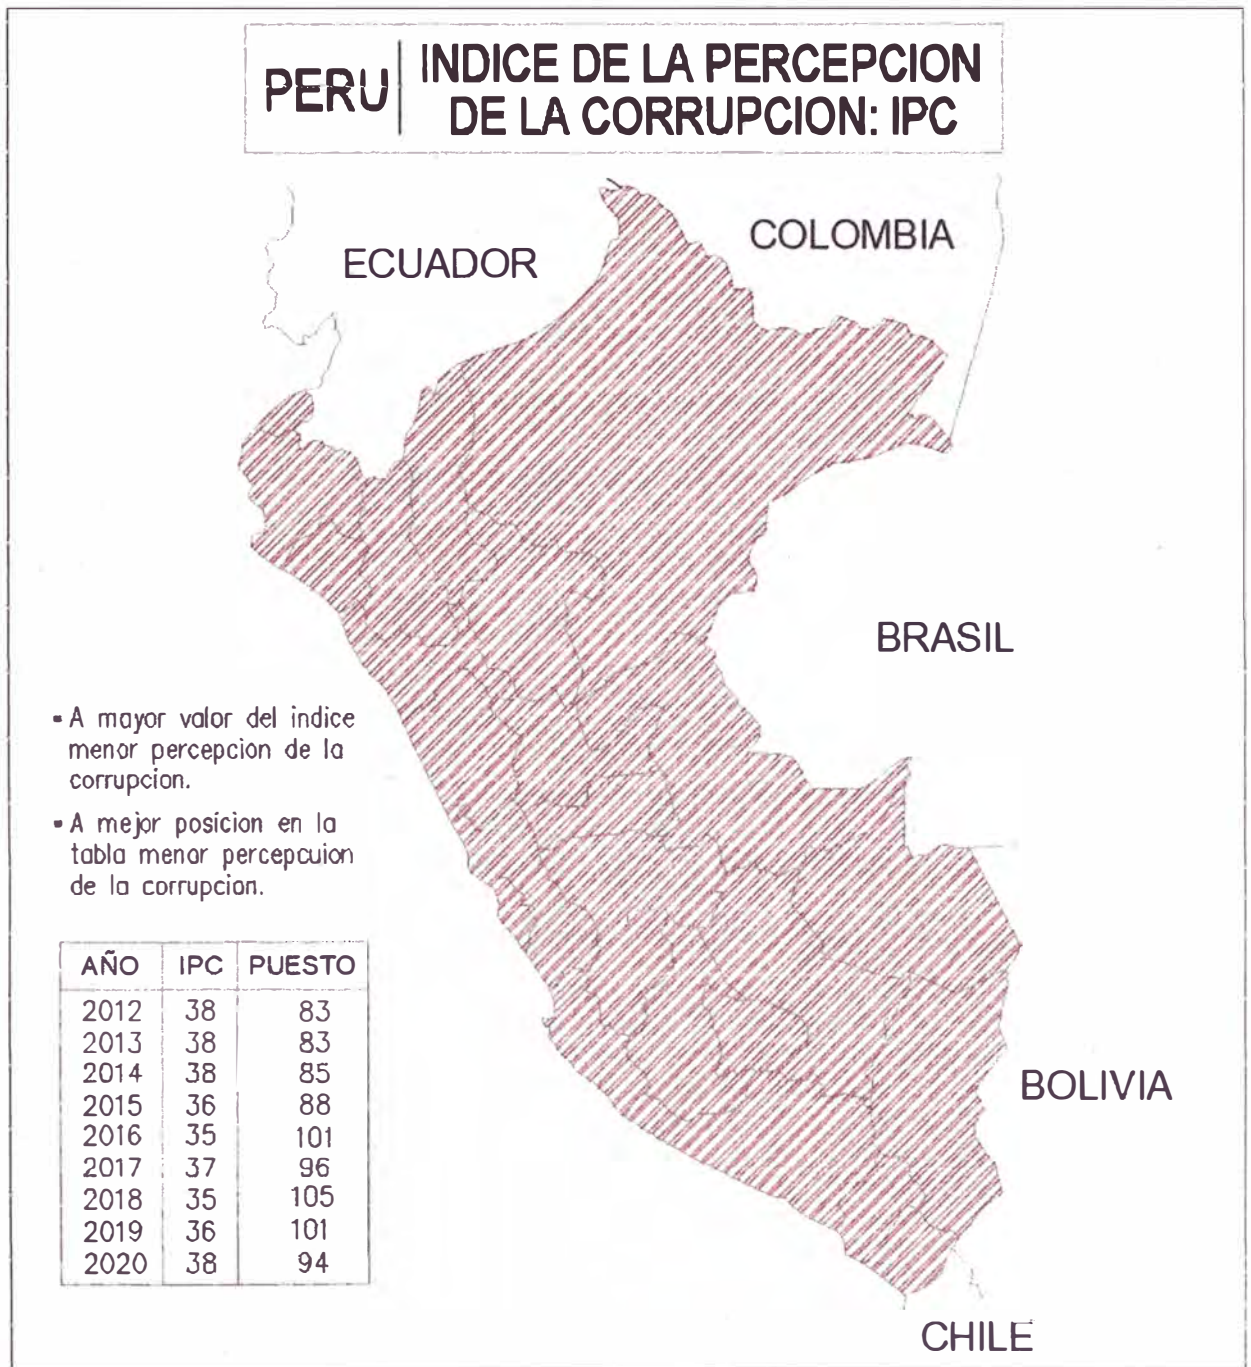 PERU
INDICE DE LA PERCEPCION
DE LA CORRUPCION: IPC
COLOMBIA
ECUADOR
BRASIL
▪ A mayor valor del indice
menor percepcion de la
corrupcion.
▪ A mejor posicion en la
tabla menor percepcuion
de la corrupcion.
AÑO IPC PUESTO
2012 38 83
2013 38 83
2014 38 85
2015 36 88
2016 35 101
2017 37 96
2018 35 105
2019 36 101
2020 38 94
BOLIVIA
CHILE